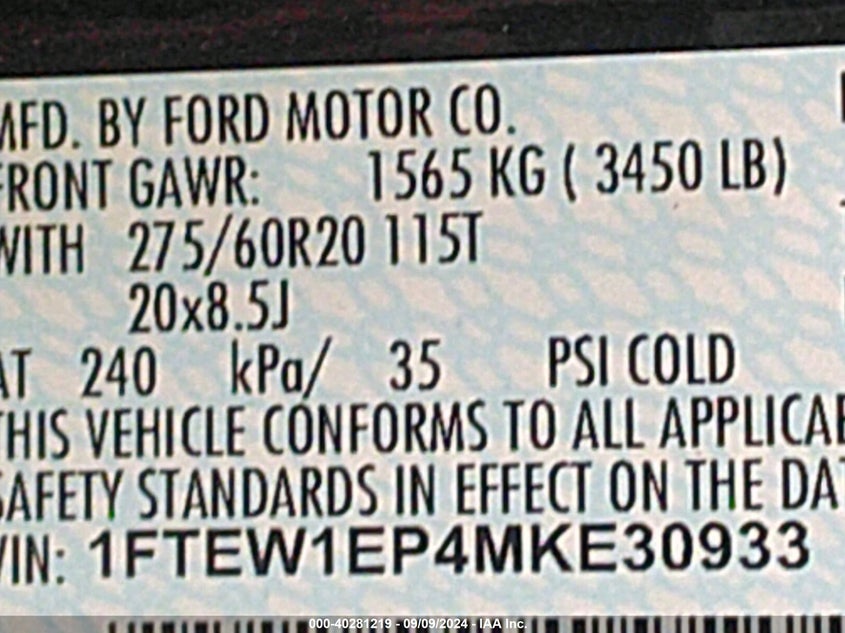 MFD. BY FORD MOTOR CO.
FRONT GAWR: 1565 KG ( 3450 LB)
WITH 275/60R20 115T
20x8.5J
AT 240 kPa/ 35 PSI COLD
THIS VEHICLE CONFORMS TO ALL APPLICAB
SAFETY STANDARDS IN EFFECT ON THE DAT
VIN: 1FTEW1EP4MKE30933
000-40281219 - 09/09/2024 - IAA Inc.